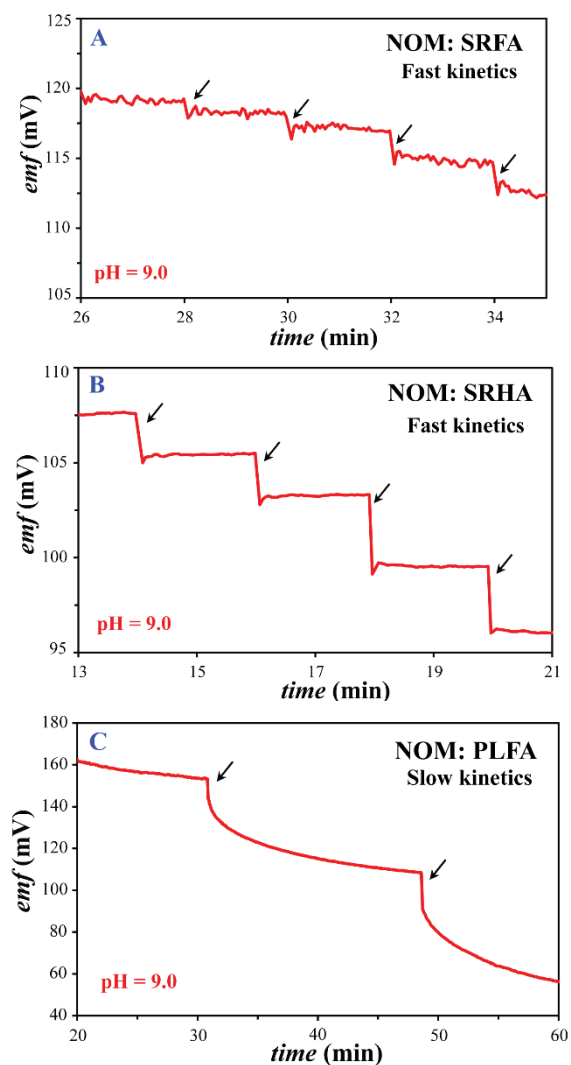 A
NOM: SRFA
Fast kinetics
emf (mV)
120
115
110
105
pH = 9.0
26 28 30 32 34
time (min)
B
NOM: SRHA
Fast kinetics
emf (mV)
110
105
100
95
pH = 9.0
13 15 17 19 21
time (min)
C
NOM: PLFA
Slow kinetics
emf (mV)
180
160
140
120
100
80
60
40
pH = 9.0
20 30 40 50 60
time (min)